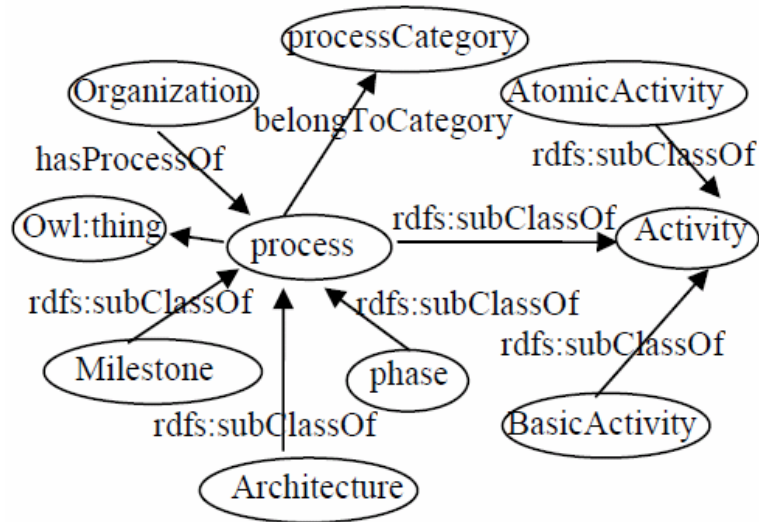 processCategory
Organization
AtomicActivity
belongToCategory
hasProcessOf
rdfs:subClassOf
Owl:thing
process
rdfs:subClassOf
Activity
rdfs:subClassOf
rdfs:subClassOf
rdfs:subClassOf
Milestone
phase
rdfs:subClassOf
BasicActivity
Architecture